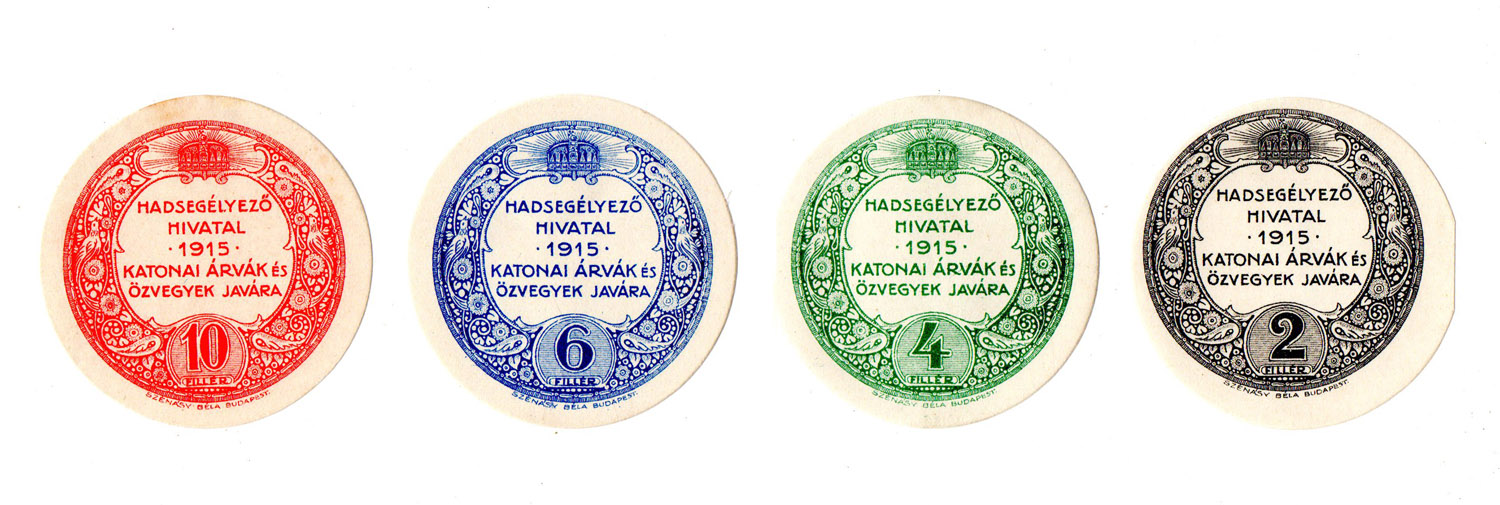 HADSEGÉLYEZŐ
HIVATAL
· 1915 ·
KATONAI ÁRVÁK ÉS
ÖZVEGYEK JAVÁRA
10
FILLÉR
SZÉNÁSY BÉLA BUDAPEST.
HADSEGÉLYEZŐ
HIVATAL
· 1915 ·
KATONAI ÁRVÁK ÉS
ÖZVEGYEK JAVÁRA
6
FILLÉR
SZÉNÁSY BÉLA BUDAPEST.
HADSEGÉLYEZŐ
HIVATAL
· 1915 ·
KATONAI ÁRVÁK ÉS
ÖZVEGYEK JAVÁRA
4
FILLÉR
SZÉNÁSY BÉLA BUDAPEST.
HADSEGÉLYEZŐ
HIVATAL
· 1915 ·
KATONAI ÁRVÁK ÉS
ÖZVEGYEK JAVÁRA
2
FILLÉR
SZÉNÁSY BÉLA BUDAPEST.